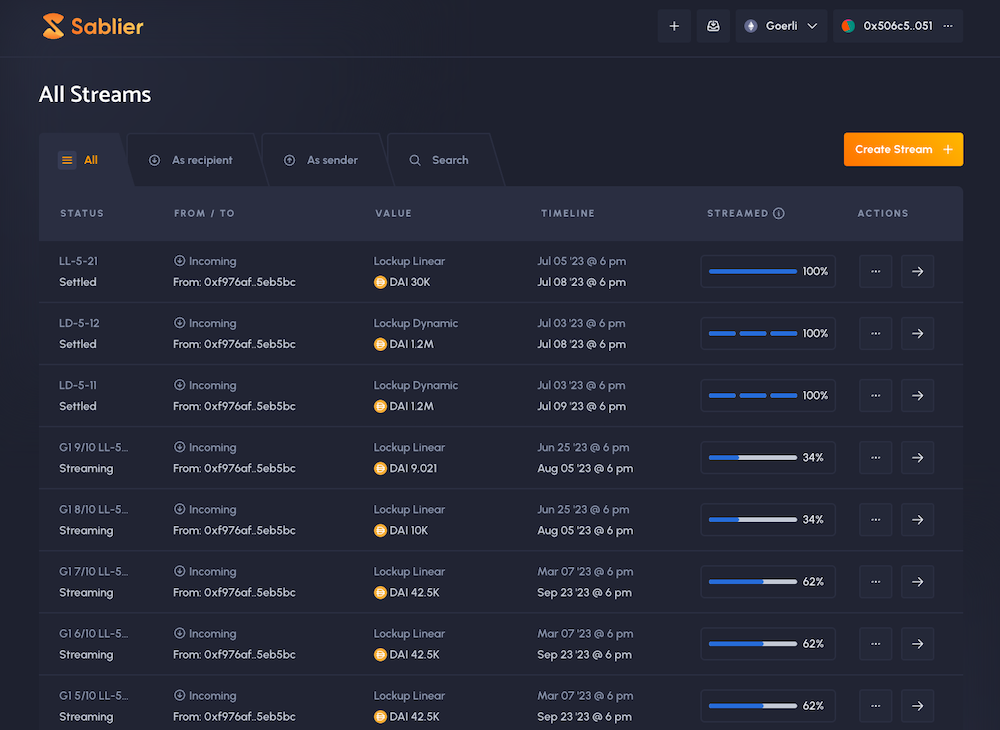 Sablier
Goerli
0x506c5..051
All Streams
All
As recipient
As sender
Search
Create Stream
STATUS FROM / TO VALUE TIMELINE STREAMED ACTIONS
LL-5-21 Incoming Lockup Linear Jul 05 '23 @ 6 pm
Settled From: 0xf976af..5eb5bc DAI 30K Jul 08 '23 @ 6 pm 100%
LD-5-12 Incoming Lockup Dynamic Jul 03 '23 @ 6 pm
Settled From: 0xf976af..5eb5bc DAI 1.2M Jul 08 '23 @ 6 pm 100%
LD-5-11 Incoming Lockup Dynamic Jul 03 '23 @ 6 pm
Settled From: 0xf976af..5eb5bc DAI 1.2M Jul 09 '23 @ 6 pm 100%
G1 9/10 LL-5... Incoming Lockup Linear Jun 25 '23 @ 6 pm
Streaming From: 0xf976af..5eb5bc DAI 9.021 Aug 05 '23 @ 6 pm 34%
G1 8/10 LL-5... Incoming Lockup Linear Jun 25 '23 @ 6 pm
Streaming From: 0xf976af..5eb5bc DAI 10K Aug 05 '23 @ 6 pm 34%
G1 7/10 LL-5... Incoming Lockup Linear Mar 07 '23 @ 6 pm
Streaming From: 0xf976af..5eb5bc DAI 42.5K Sep 23 '23 @ 6 pm 62%
G1 6/10 LL-5... Incoming Lockup Linear Mar 07 '23 @ 6 pm
Streaming From: 0xf976af..5eb5bc DAI 42.5K Sep 23 '23 @ 6 pm 62%
G1 5/10 LL-5... Incoming Lockup Linear Mar 07 '23 @ 6 pm
Streaming From: 0xf976af..5eb5bc DAI 42.5K Sep 23 '23 @ 6 pm 62%